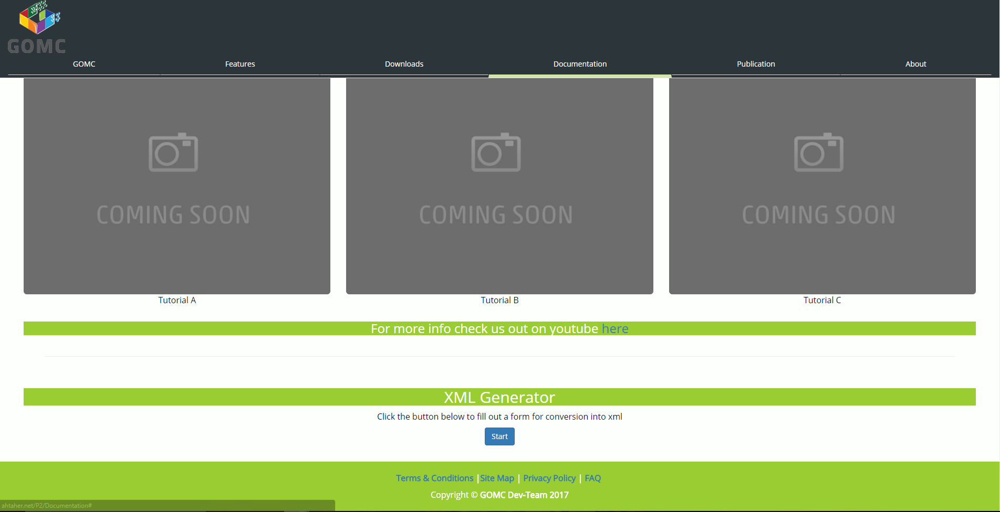 GOMC
GOMC Features Downloads Documentation Publication About
COMING SOON COMING SOON COMING SOON
Tutorial A Tutorial B Tutorial C
For more info check us out on youtube here
XML Generator
Click the button below to fill out a form for conversion into xml
Start
Terms & Conditions |Site Map | Privacy Policy | FAQ
Copyright © GOMC Dev-Team 2017
ahtaher.net/P2/Documentation#